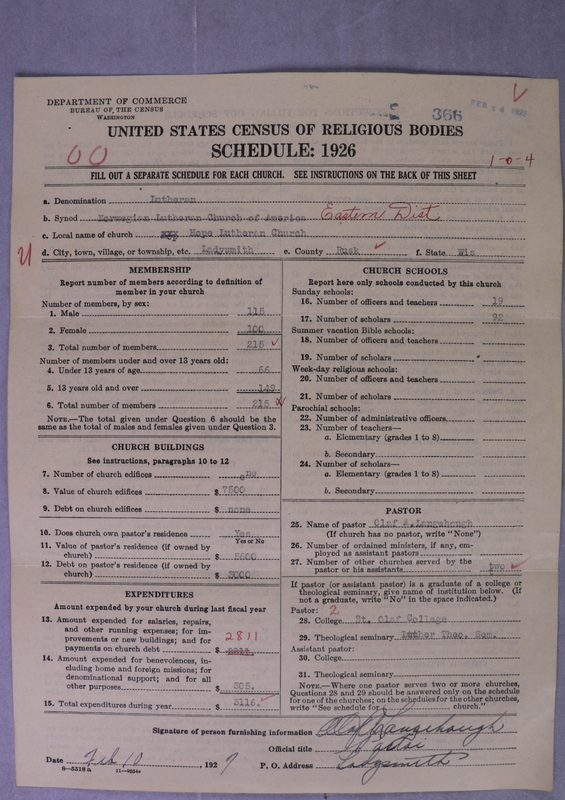 DEPARTMENT OF COMMERCE
BUREAU OF THE CENSUS
WASHINGTON
366
FEB 14 1927
UNITED STATES CENSUS OF RELIGIOUS BODIES
SCHEDULE: 1926
00
1-0-4
FILL OUT A SEPARATE SCHEDULE FOR EACH CHURCH. SEE INSTRUCTIONS ON THE BACK OF THIS SHEET
a. Denomination Lutheran
b. Synod Norwegian Lutheran Church of America Eastern Dist
c. Local name of church Hope Lutheran Church
d. City, town, village, or township, etc. Ladysmith e. County Rusk f. State Wis
MEMBERSHIP
Report number of members according to definition of member in your church
Number of members, by sex:
1. Male 115
2. Female 100
3. Total number of members 215
Number of members under and over 13 years old:
4. Under 13 years of age 66
5. 13 years old and over 149
6. Total number of members 215
NOTE.—The total given under Question 6 should be
same as the total of males and females given under Question 3.
CHURCH BUILDINGS
See instructions, paragraphs 10 to 12
7. Number of church edifices one
8. Value of church edifices $7500
9. Debt on church edifices $ none
10. Does church own pastor's residence Yes
Yes or No
11. Value of pastor's residence (if owned by
church) $ 5500
12. Debt on pastor's residence (if owned by
church) $ 3000
EXPENDITURES
Amount expended by your church during last fiscal year
13. Amount expended for salaries, repairs,
and other running expenses; for im-
provements or new buildings; and for
payments on church debt $ 2811
14. Amount expended for benevolences, in-
cluding home and foreign missions; for
denominational support; and for all
other purposes $ 305.
15. Total expenditures during year $ 3116.
CHURCH SCHOOLS
Report here only schools conducted by this church
Sunday schools:
16. Number of officers and teachers 19
17. Number of scholars 92
Summer vacation Bible schools:
18. Number of officers and teachers
19. Number of scholars
Week-day religious schools:
20. Number of officers and teachers
21. Number of scholars
Parochial schools:
22. Number of administrative officers
23. Number of teachers—
a. Elementary (grades 1 to 8)
b. Secondary
24. Number of scholars—
a. Elementary (grades 1 to 8)
b. Secondary
PASTOR
25. Name of pastor Olaf A. Langehough
(If church has no pastor, write "None")
26. Number of ordained ministers, if any, em-
ployed as assistant pastors
27. Number of other churches served by the
pastor or his assistants two
If pastor (or assistant pastor) is a graduate of a college or
theological seminary, give name of institution below. (If
not a graduate, write "No" in the space indicated.)
Pastor: 2
28. College St. Olaf College
29. Theological seminary Luther Theo. Sem.
Assistant pastor:
30. College
31. Theological seminary
NOTE.—Where one pastor serves two or more churches,
Questions 28 and 29 should be answered only on the schedule
for one of the churches; on the schedules for the other churches,
write "See schedule for church."
Signature of person furnishing information Olaf A Langehough
Official title Pastor
Date Feb 10, 1927 P. O. Address Ladysmith
8-5518 a 11-9554